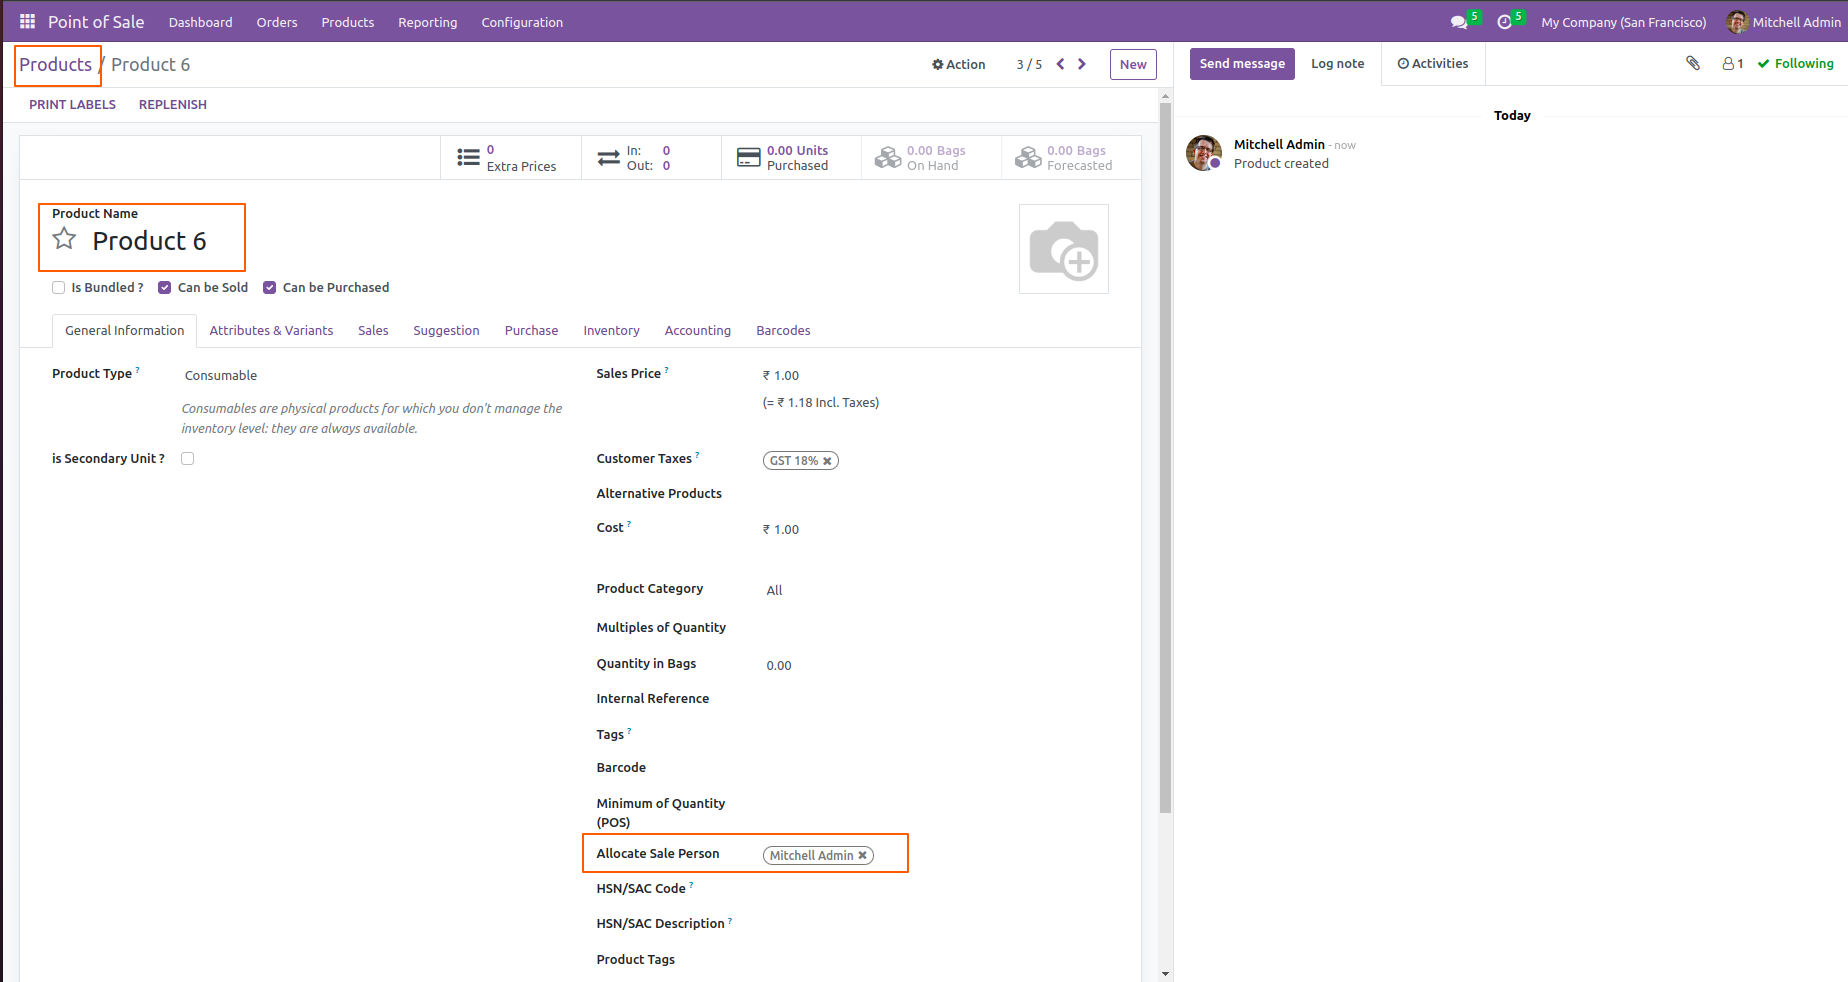 Point of Sale Dashboard Orders Products Reporting Configuration 5 5 My Company (San Francisco) Mitchell Admin
Products / Product 6 Action 3 / 5 New
PRINT LABELS REPLENISH
0
Extra Prices
In: 0
Out: 0
0.00 Units
Purchased
0.00 Bags
On Hand
0.00 Bags
Forecasted
Product Name
Product 6
Is Bundled ? Can be Sold Can be Purchased
General Information Attributes & Variants Sales Suggestion Purchase Inventory Accounting Barcodes
Product Type ? Consumable
Consumables are physical products for which you don't manage the
inventory level: they are always available.
is Secondary Unit ?
Sales Price ? ₹ 1.00
(= ₹ 1.18 Incl. Taxes)
Customer Taxes ? GST 18% ✖
Alternative Products
Cost ? ₹ 1.00
Product Category All
Multiples of Quantity
Quantity in Bags 0.00
Internal Reference
Tags ?
Barcode
Minimum of Quantity
(POS)
Allocate Sale Person Mitchell Admin ✖
HSN/SAC Code ?
HSN/SAC Description ?
Product Tags
Send message Log note Activities 1 Following
Today
Mitchell Admin - now
Product created